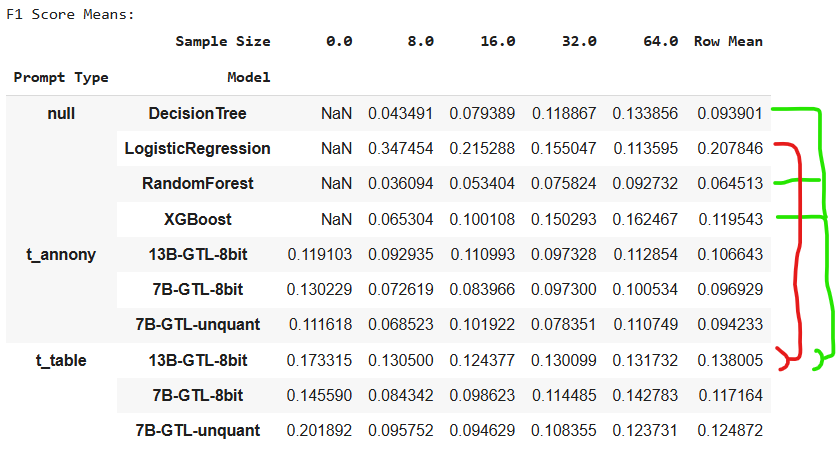 F1 Score Means:
Sample Size 0.0 8.0 16.0 32.0 64.0 Row Mean
Prompt Type Model
null DecisionTree NaN 0.043491 0.079389 0.118867 0.133856 0.093901
LogisticRegression NaN 0.347454 0.215288 0.155047 0.113595 0.207846
RandomForest NaN 0.036094 0.053404 0.075824 0.092732 0.064513
XGBoost NaN 0.065304 0.100108 0.150293 0.162467 0.119543
t_annony 13B-GTL-8bit 0.119103 0.092935 0.110993 0.097328 0.112854 0.106643
7B-GTL-8bit 0.130229 0.072619 0.083966 0.097300 0.100534 0.096929
7B-GTL-unquant 0.111618 0.068523 0.101922 0.078351 0.110749 0.094233
t_table 13B-GTL-8bit 0.173315 0.130500 0.124377 0.130099 0.131732 0.138005
7B-GTL-8bit 0.145590 0.084342 0.098623 0.114485 0.142783 0.117164
7B-GTL-unquant 0.201892 0.095752 0.094629 0.108355 0.123731 0.124872